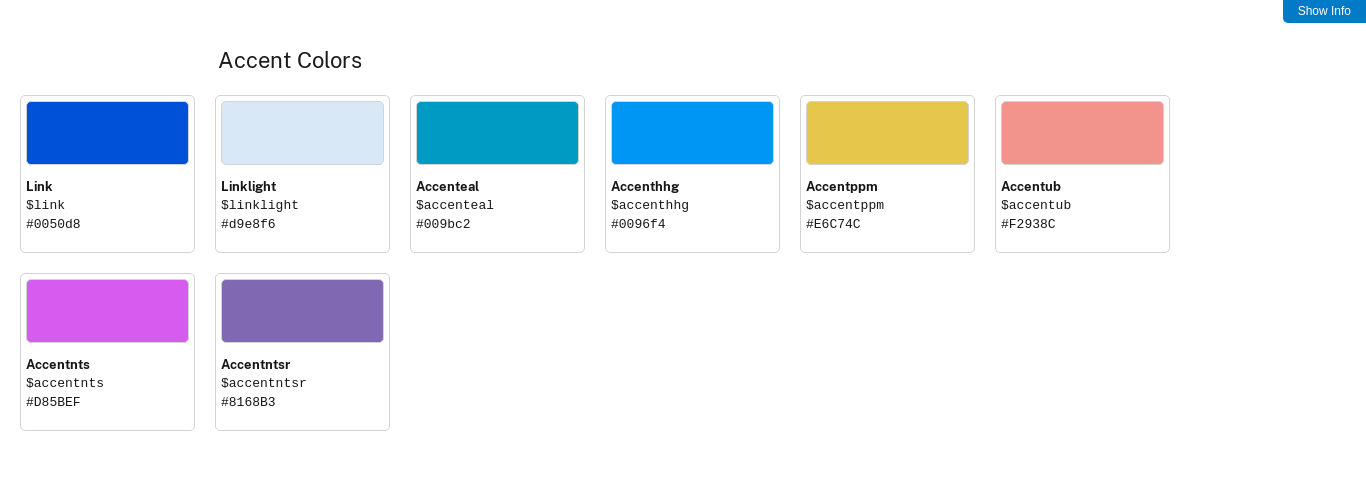 Show Info
Accent Colors
Link
$link
#0050d8
Linklight
$linklight
#d9e8f6
Accenteal
$accenteal
#009bc2
Accenthhg
$accenthhg
#0096f4
Accentppm
$accentppm
#E6C74C
Accentub
$accentub
#F2938C
Accentnts
$accentnts
#D85BEF
Accentntsr
$accentntsr
#8168B3